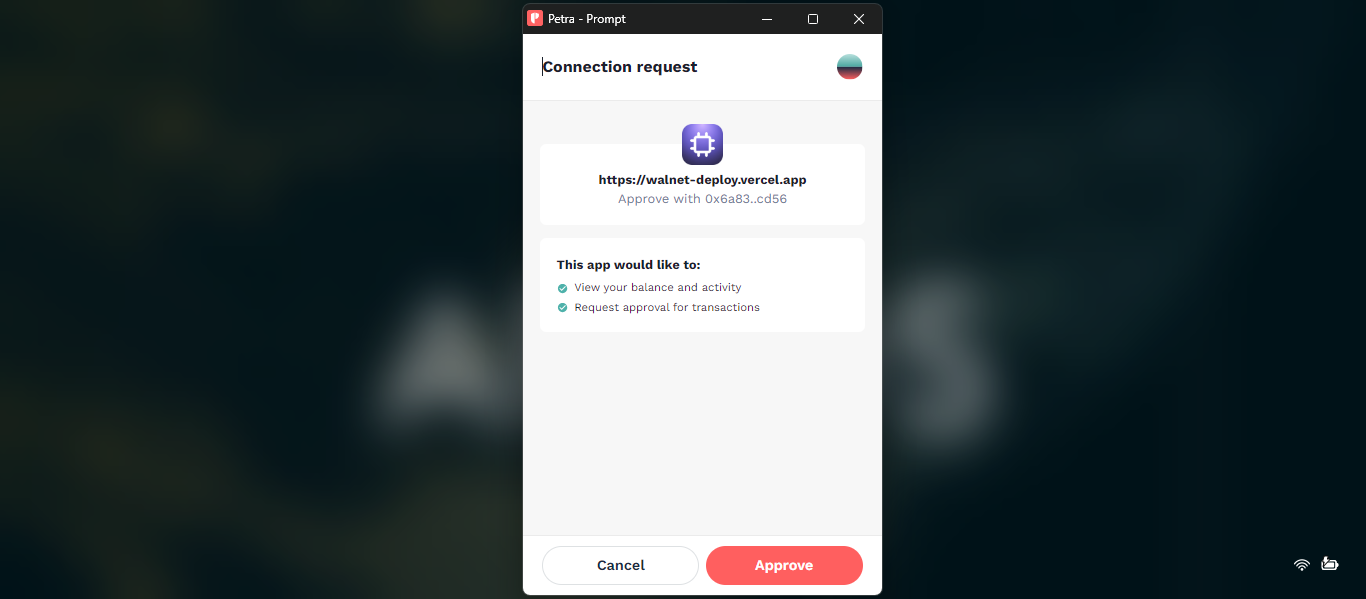 Petra - Prompt
Connection request
https://walnet-deploy.vercel.app
Approve with 0x6a83..cd56
This app would like to:
View your balance and activity
Request approval for transactions
Cancel
Approve